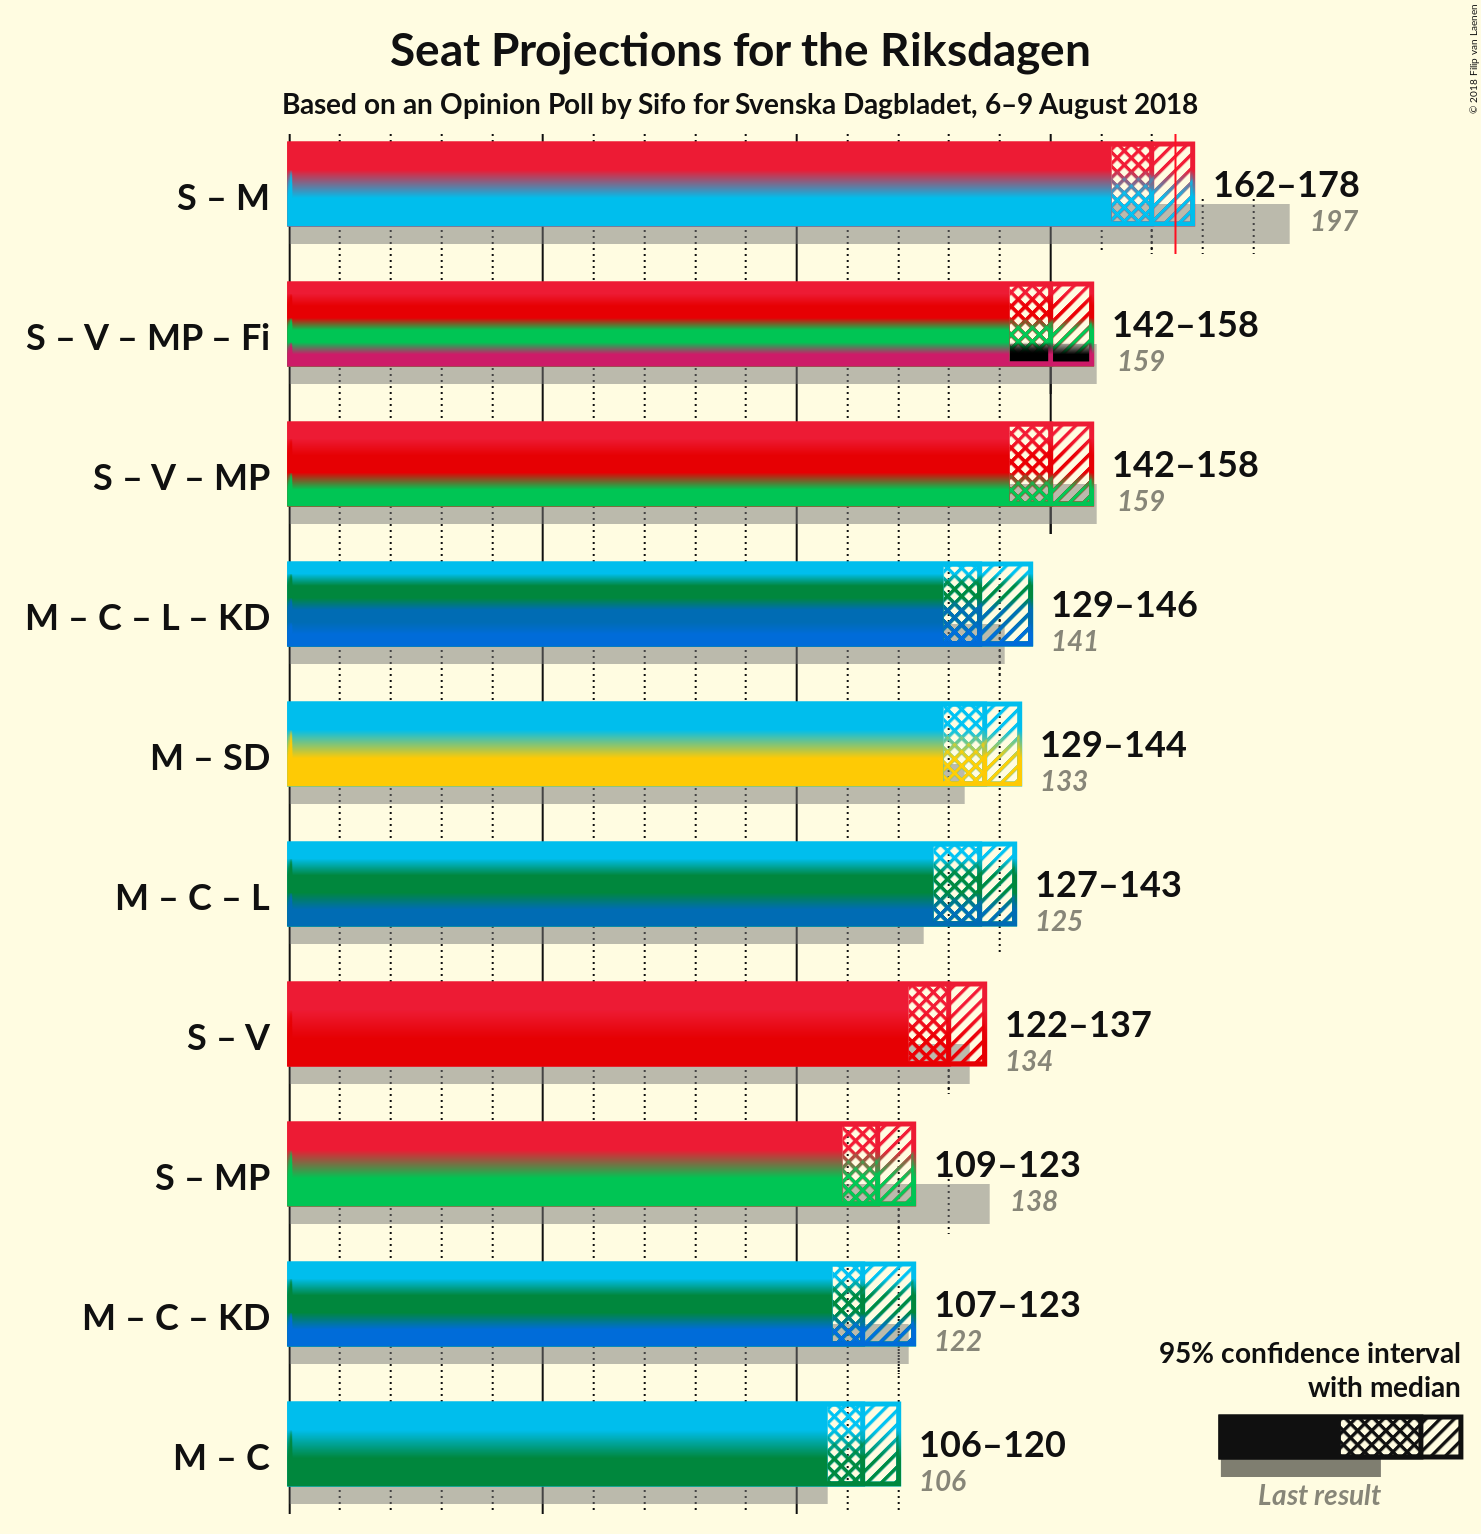 Seat Projections for the Riksdagen
Based on an Opinion Poll by Sifo for Svenska Dagbladet, 6–9 August 2018
© 2018 Filip van Laenen
S – M
162–178
197
S – V – MP – Fi
142–158
159
S – V – MP
142–158
159
M – C – L – KD
129–146
141
M – SD
129–144
133
M – C – L
127–143
125
S – V
122–137
134
S – MP
109–123
138
M – C – KD
107–123
122
M – C
106–120
106
95% confidence interval
with median
Last result